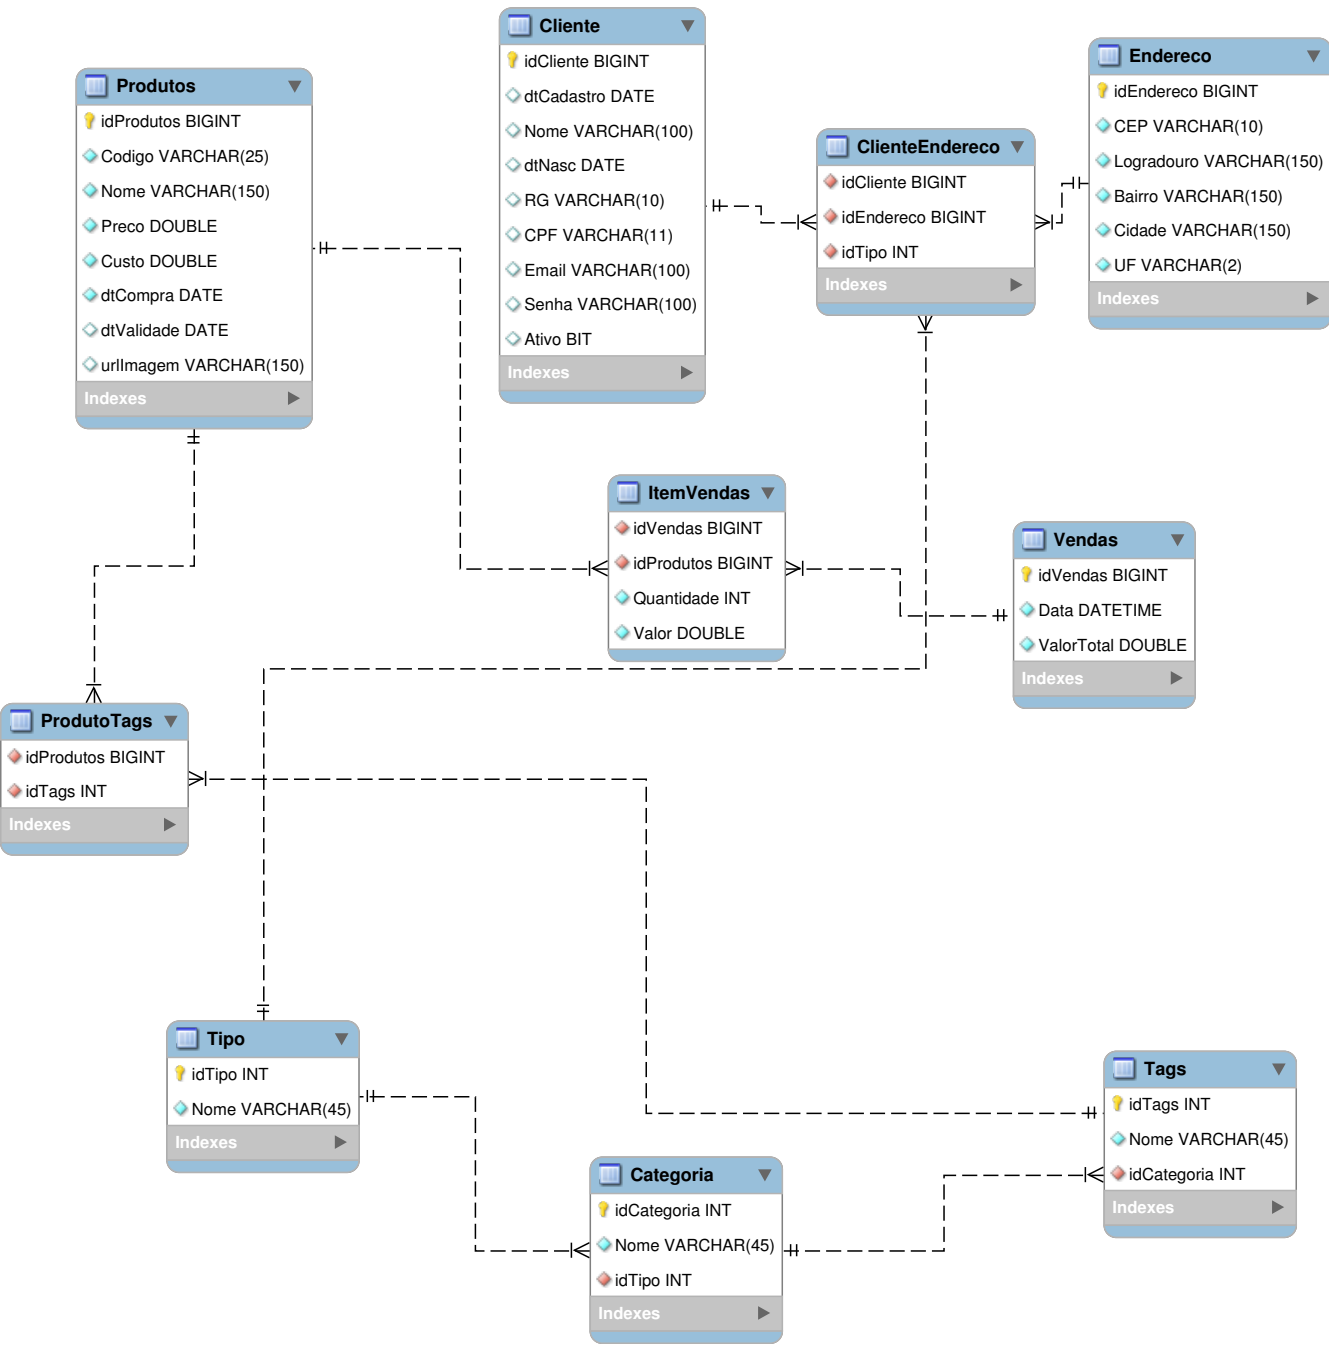 Cliente
idCliente BIGINT
dtCadastro DATE
Nome VARCHAR(100)
dtNasc DATE
RG VARCHAR(10)
CPF VARCHAR(11)
Email VARCHAR(100)
Senha VARCHAR(100)
Ativo BIT
Indexes
Endereco
idEndereco BIGINT
CEP VARCHAR(10)
Logradouro VARCHAR(150)
Bairro VARCHAR(150)
Cidade VARCHAR(150)
UF VARCHAR(2)
Indexes
Produtos
idProdutos BIGINT
Codigo VARCHAR(25)
Nome VARCHAR(150)
Preco DOUBLE
Custo DOUBLE
dtCompra DATE
dtValidade DATE
urlImagem VARCHAR(150)
Indexes
ClienteEndereco
idCliente BIGINT
idEndereco BIGINT
idTipo INT
Indexes
ItemVendas
idVendas BIGINT
idProdutos BIGINT
Quantidade INT
Valor DOUBLE
Vendas
idVendas BIGINT
Data DATETIME
ValorTotal DOUBLE
Indexes
ProdutoTags
idProdutos BIGINT
idTags INT
Indexes
Tipo
idTipo INT
Nome VARCHAR(45)
Indexes
Tags
idTags INT
Nome VARCHAR(45)
idCategoria INT
Indexes
Categoria
idCategoria INT
Nome VARCHAR(45)
idTipo INT
Indexes